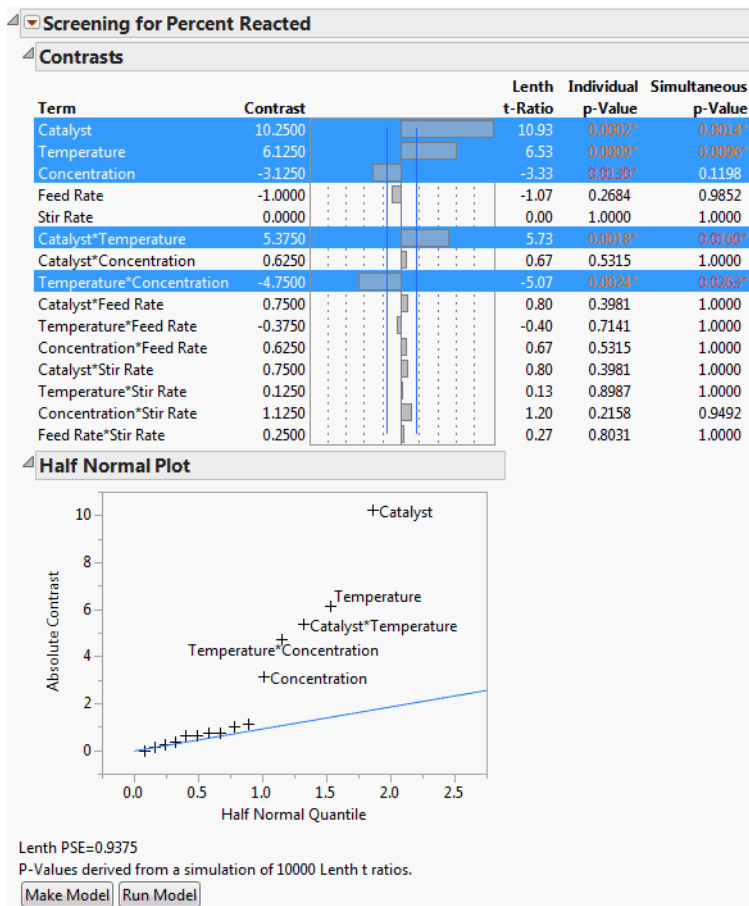 Screening for Percent Reacted
Contrasts
Lenth Individual Simultaneous
Term Contrast t-Ratio p-Value p-Value
Catalyst 10.2500 10.93 0.0002* 0.0014*
Temperature 6.1250 6.53 0.0009* 0.0096*
Concentration -3.1250 -3.33 0.0130* 0.1198
Feed Rate -1.0000 -1.07 0.2684 0.9852
Stir Rate 0.0000 0.00 1.0000 1.0000
Catalyst*Temperature 5.3750 5.73 0.0018* 0.0160*
Catalyst*Concentration 0.6250 0.67 0.5315 1.0000
Temperature*Concentration -4.7500 -5.07 0.0024* 0.0263*
Catalyst*Feed Rate 0.7500 0.80 0.3981 1.0000
Temperature*Feed Rate -0.3750 -0.40 0.7141 1.0000
Concentration*Feed Rate 0.6250 0.67 0.5315 1.0000
Catalyst*Stir Rate 0.7500 0.80 0.3981 1.0000
Temperature*Stir Rate 0.1250 0.13 0.8987 1.0000
Concentration*Stir Rate 1.1250 1.20 0.2158 0.9492
Feed Rate*Stir Rate 0.2500 0.27 0.8031 1.0000
Half Normal Plot
Absolute Contrast
10
8
6
4
2
0
Catalyst
Temperature
Catalyst*Temperature
Temperature*Concentration
Concentration
0.0 0.5 1.0 1.5 2.0 2.5
Half Normal Quantile
Lenth PSE=0.9375
P-Values derived from a simulation of 10000 Lenth t ratios.
Make Model Run Model